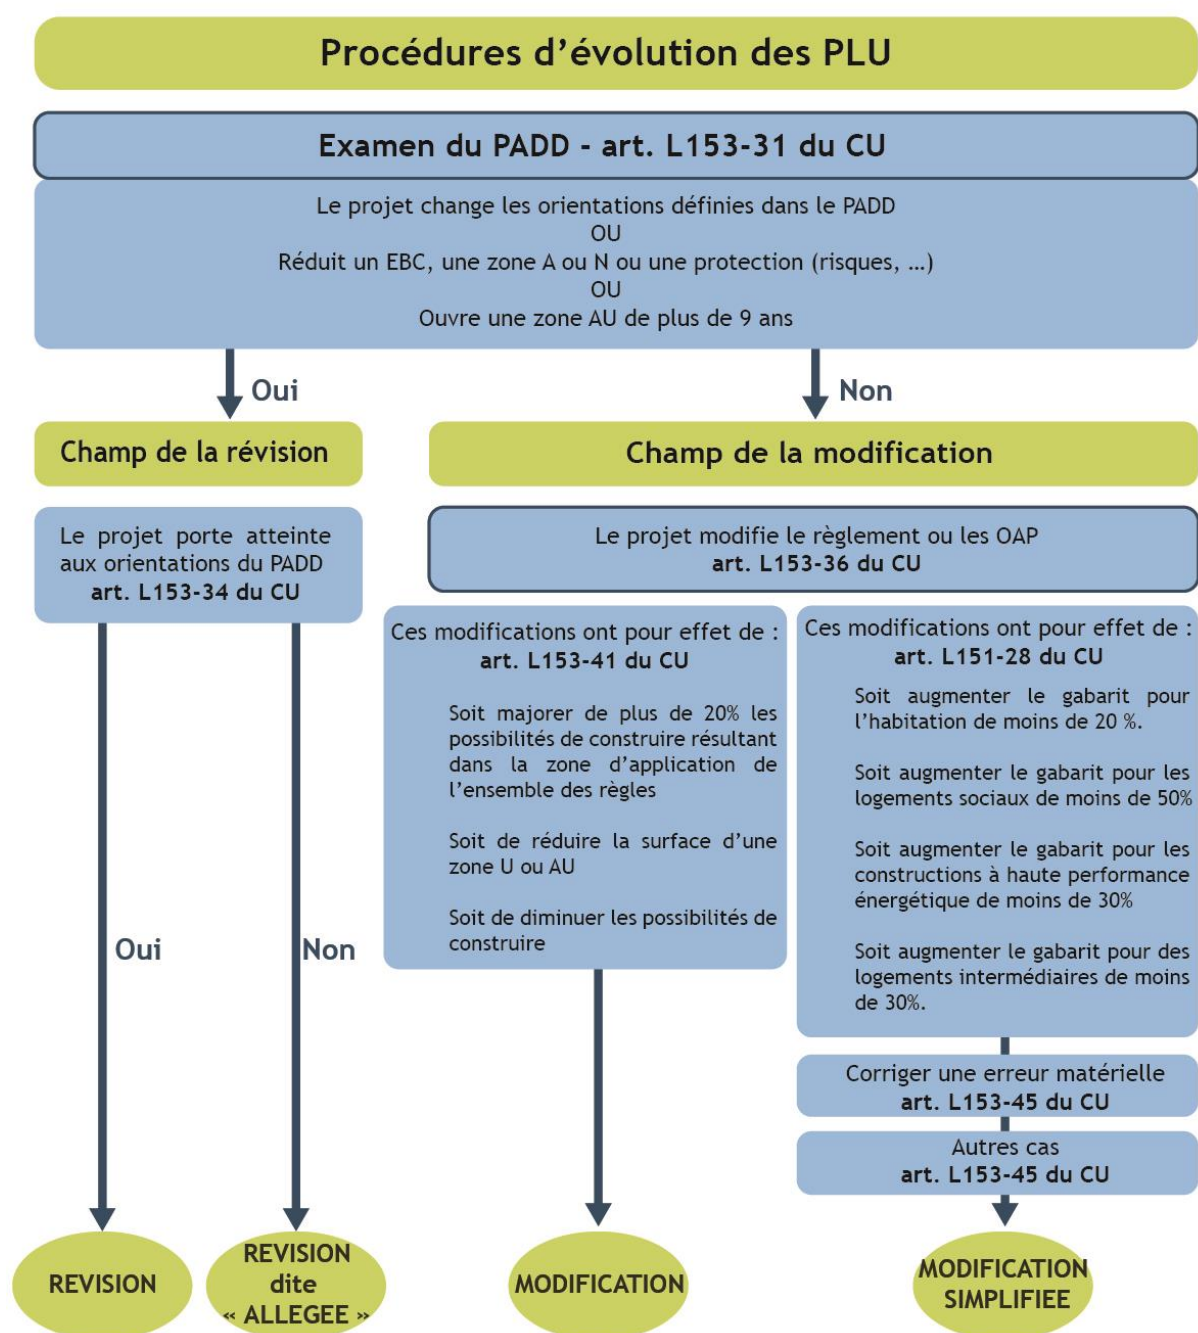 Procédures d’évolution des PLU
Examen du PADD - art. L153-31 du CU
Le projet change les orientations définies dans le PADD
OU
Réduit un EBC, une zone A ou N ou une protection (risques, …)
OU
Ouvre une zone AU de plus de 9 ans
Oui
Non
Champ de la révision
Le projet porte atteinte
aux orientations du PADD
art. L153-34 du CU
Oui
Non
Champ de la modification
Le projet modifie le règlement ou les OAP
art. L153-36 du CU
Ces modifications ont pour effet de :
art. L153-41 du CU
Soit majorer de plus de 20% les
possibilités de construire résultant
dans la zone d’application de
l’ensemble des règles
Soit de réduire la surface d’une
zone U ou AU
Soit de diminuer les possibilités de
construire
Ces modifications ont pour effet de :
art. L151-28 du CU
Soit augmenter le gabarit pour
l’habitation de moins de 20 %.
Soit augmenter le gabarit pour les
logements sociaux de moins de 50%
Soit augmenter le gabarit pour les
constructions à haute performance
énergétique de moins de 30%
Soit augmenter le gabarit pour des
logements intermédiaires de moins
de 30%.
Corriger une erreur matérielle
art. L153-45 du CU
Autres cas
art. L153-45 du CU
REVISION
REVISION
dite
« ALLEGEE »
MODIFICATION
MODIFICATION
SIMPLIFIEE